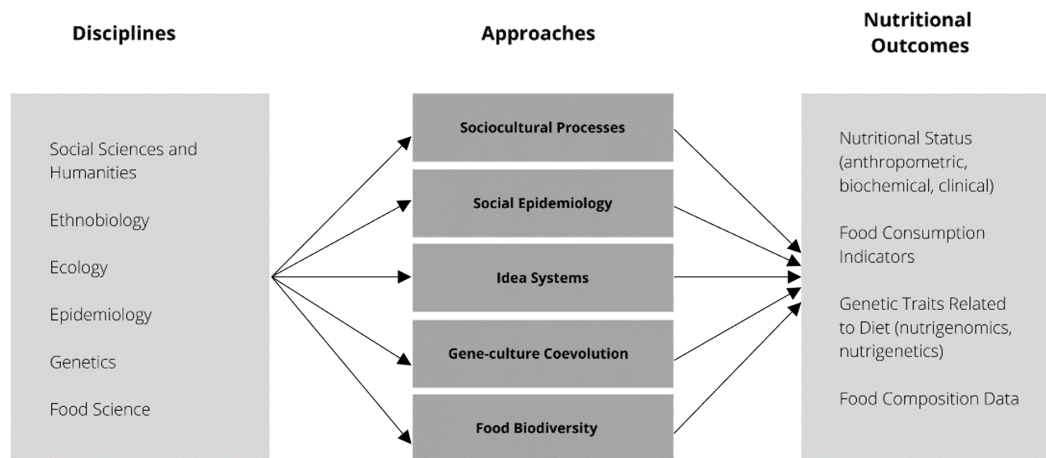 Disciplines
Approaches
Nutritional
Outcomes
Social Sciences and
Humanities
Ethnobiology
Ecology
Epidemiology
Genetics
Food Science
Sociocultural Processes
Social Epidemiology
Idea Systems
Gene-culture Coevolution
Food Biodiversity
Nutritional Status
(anthropometric,
biochemical, clinical)
Food Consumption
Indicators
Genetic Traits Related
to Diet (nutrigenomics,
nutrigenetics)
Food Composition Data